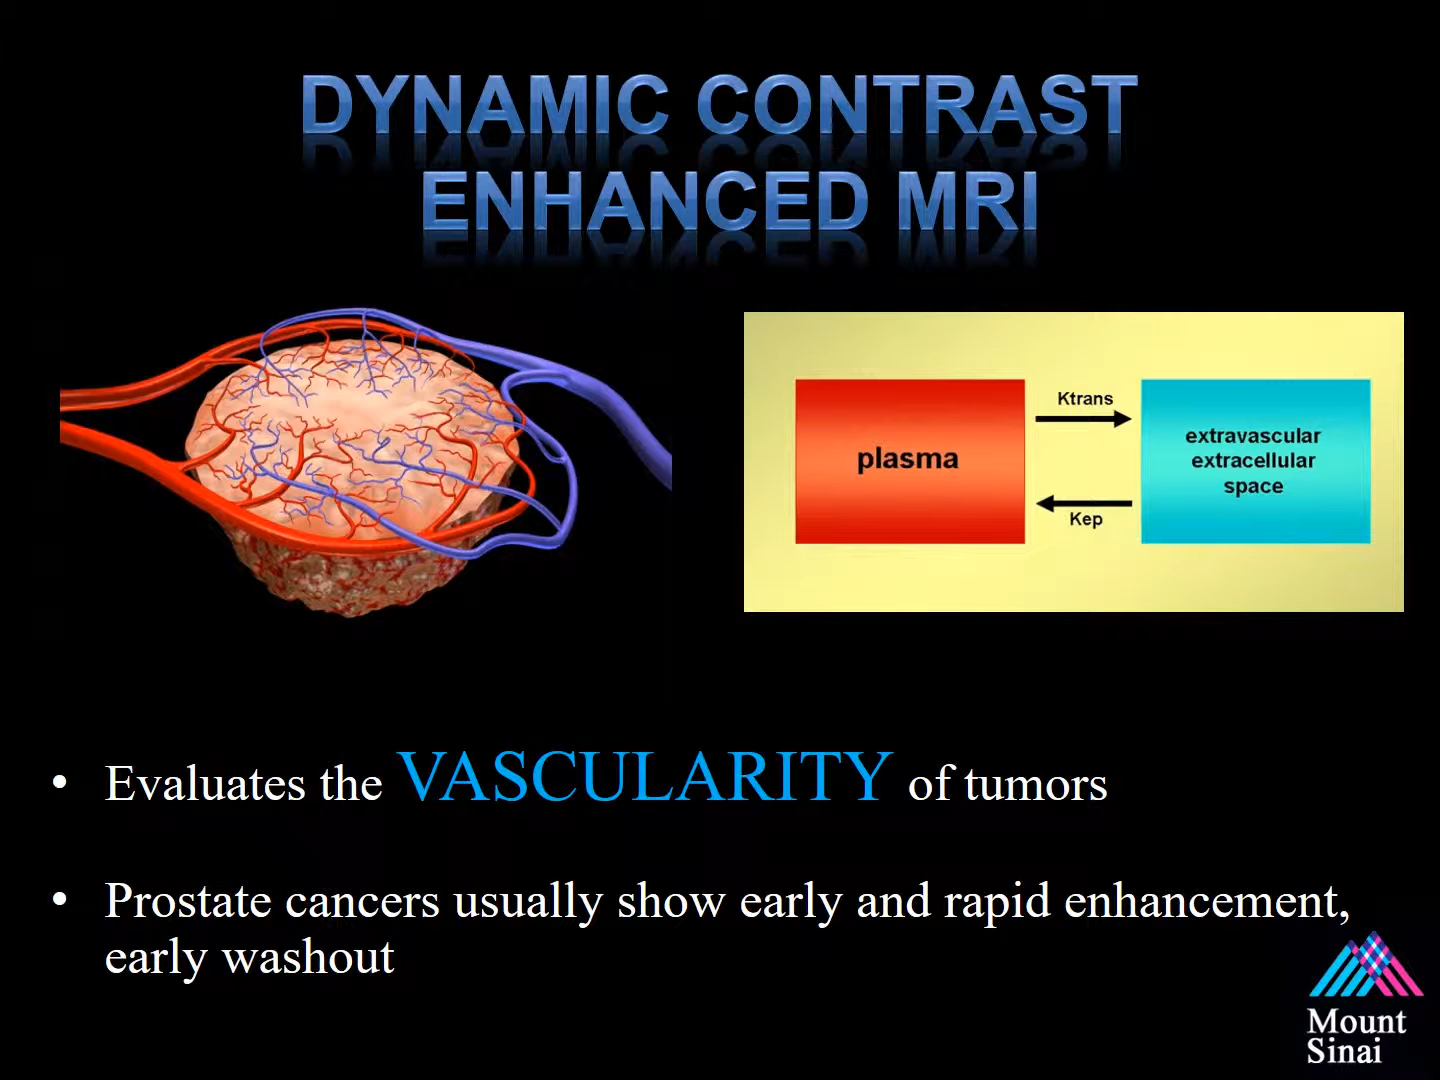 DYNAMIC CONTRAST
ENHANCED MRI
plasma
Ktrans
Kep
extravascular
extracellular
space
• Evaluates the VASCULARITY of tumors
• Prostate cancers usually show early and rapid enhancement,
early washout
Mount
Sinai